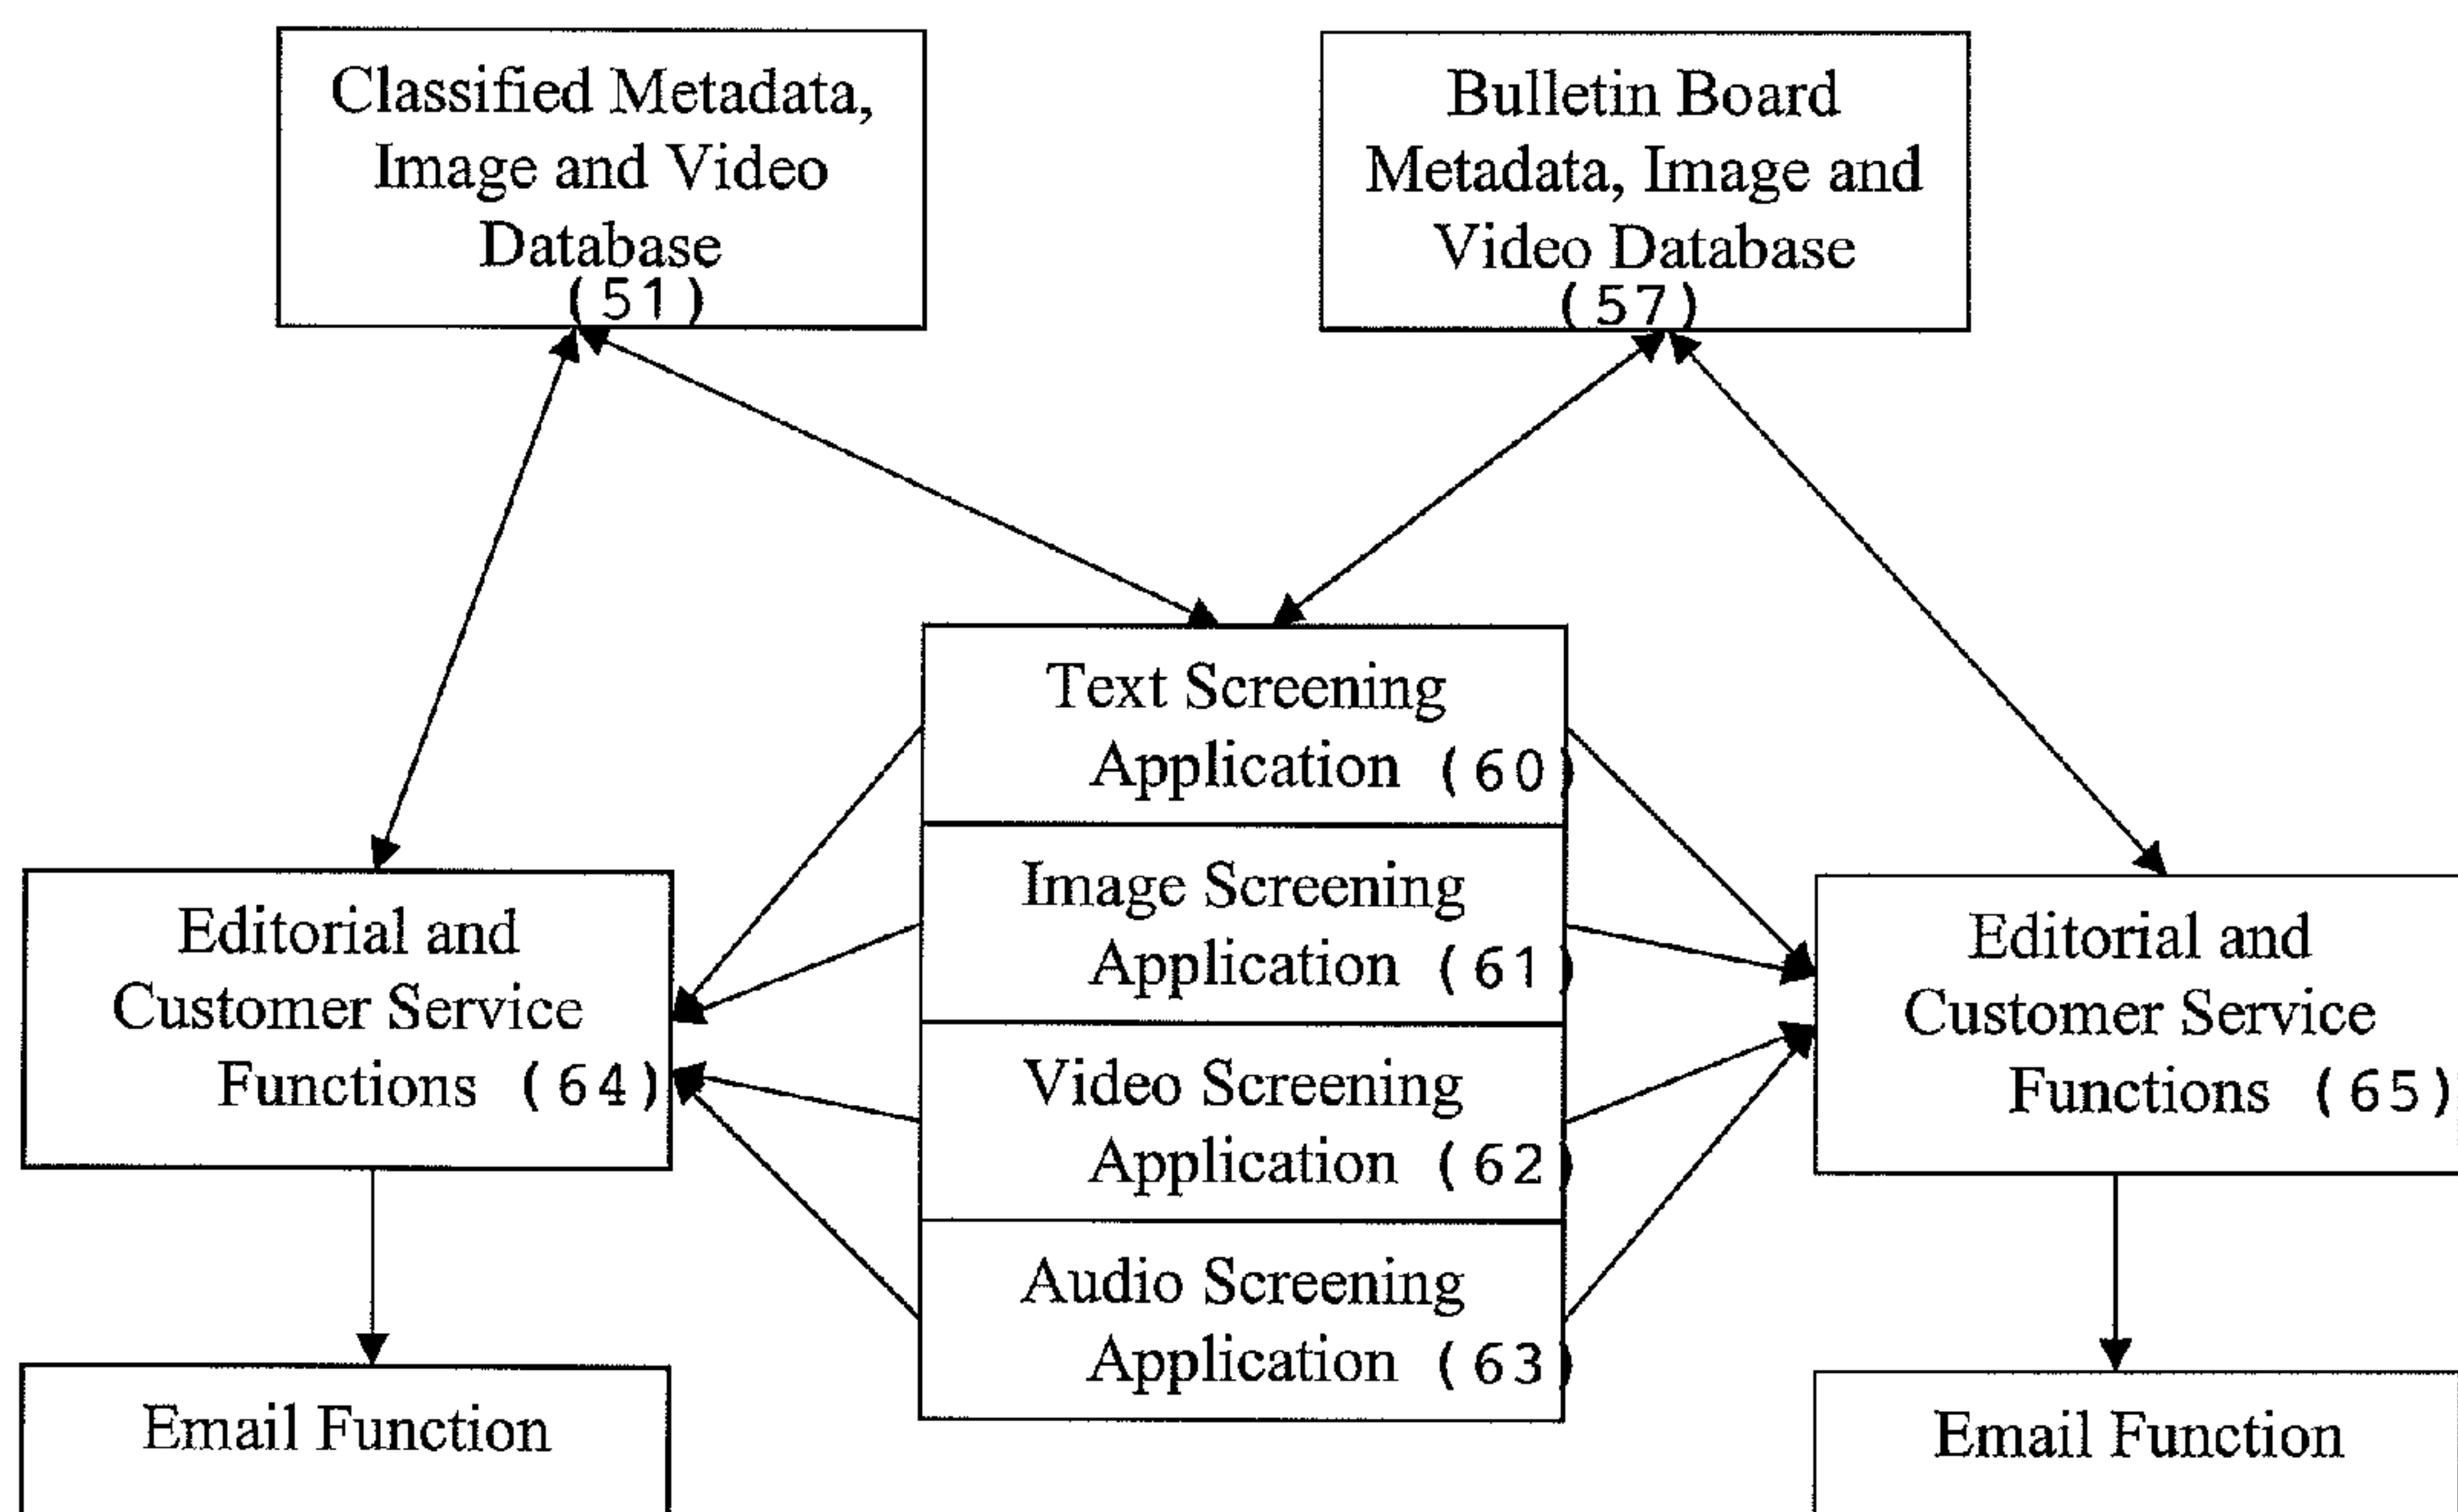 Classified Metadata,
Image and Video
Database
(51)
Bulletin Board
Metadata, Image and
Video Database
(57)
Text Screening
Application (60)
Image Screening
Application (61)
Video Screening
Application (62)
Audio Screening
Application (63)
Editorial and
Customer Service
Functions (64)
Editorial and
Customer Service
Functions (65)
Email Function
Email Function